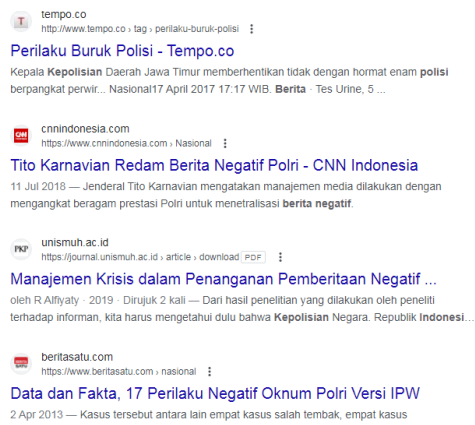 tempo.co
http://www.tempo.co › tag › perilaku-buruk-polisi
Perilaku Buruk Polisi - Tempo.co
Kepala Kepolisian Daerah Jawa Timur memberhentikan tidak dengan hormat enam polisi
berpangkat perwir... Nasional17 April 2017 17:17 WIB. Berita · Tes Urine, 5 ...
cnnindonesia.com
https://www.cnnindonesia.com › Nasional
Tito Karnavian Redam Berita Negatif Polri - CNN Indonesia
11 Jul 2018 — Jenderal Tito Karnavian mengatakan manajemen media dilakukan dengan
mengangkat beragam prestasi Polri untuk menetralisasi berita negatif.
PKP
unismuh.ac.id
https://journal.unismuh.ac.id › article › download PDF
Manajemen Krisis dalam Penanganan Pemberitaan Negatif ...
oleh R Alfiyaty · 2019 · Dirujuk 2 kali — Dari hasil penelitian yang dilakukan oleh peneliti
terhadap informan, kita harus mengetahui dulu bahwa Kepolisian Negara. Republik Indonesi...
beritasatu.com
https://www.beritasatu.com › nasional
Data dan Fakta, 17 Perilaku Negatif Oknum Polri Versi IPW
2 Apr 2013 — Kasus tersebut antara lain empat kasus salah tembak, empat kasus